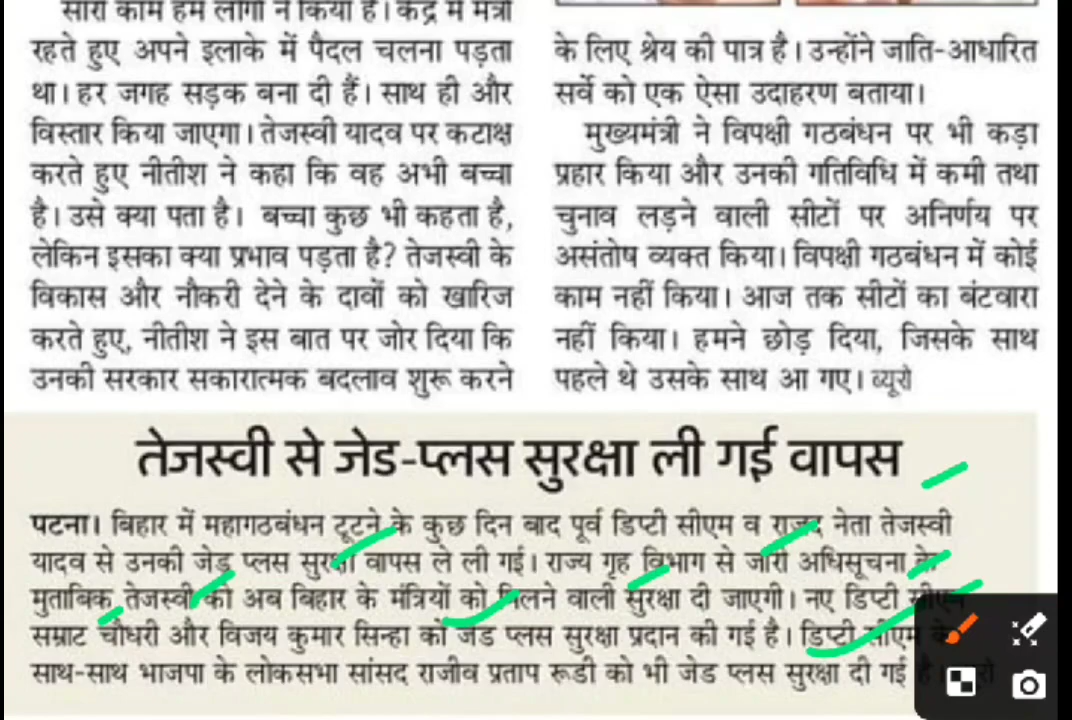 सारा काम हम लोगों ने किया है। केंद्र में मंत्री
रहते हुए अपने इलाके में पैदल चलना पड़ता
था। हर जगह सड़क बना दी हैं। साथ ही और
विस्तार किया जाएगा। तेजस्वी यादव पर कटाक्ष
करते हुए नीतीश ने कहा कि वह अभी बच्चा
है। उसे क्या पता है। बच्चा कुछ भी कहता है,
लेकिन इसका क्या प्रभाव पड़ता है? तेजस्वी के
विकास और नौकरी देने के दावों को खारिज
करते हुए, नीतीश ने इस बात पर जोर दिया कि
उनकी सरकार सकारात्मक बदलाव शुरू करने
के लिए श्रेय की पात्र है। उन्होंने जाति-आधारित
सर्वे को एक ऐसा उदाहरण बताया।
मुख्यमंत्री ने विपक्षी गठबंधन पर भी कड़ा
प्रहार किया और उनकी गतिविधि में कमी तथा
चुनाव लड़ने वाली सीटों पर अनिर्णय पर
असंतोष व्यक्त किया। विपक्षी गठबंधन में कोई
काम नहीं किया। आज तक सीटों का बंटवारा
नहीं किया। हमने छोड़ दिया, जिसके साथ
पहले थे उसके साथ आ गए। ब्यूरो
तेजस्वी से जेड-प्लस सुरक्षा ली गई वापस
पटना। बिहार में महागठबंधन टूटने के कुछ दिन बाद पूर्व डिप्टी सीएम व राजद नेता तेजस्वी
यादव से उनकी जेड प्लस सुरक्षा वापस ले ली गई। राज्य गृह विभाग से जारी अधिसूचना के
मुताबिक तेजस्वी को अब बिहार के मंत्रियों को मिलने वाली सुरक्षा दी जाएगी। नए डिप्टी सीएम
सम्राट चौधरी और विजय कुमार सिन्हा को जेड प्लस सुरक्षा प्रदान की गई है। डिप्टी सीएम के
साथ-साथ भाजपा के लोकसभा सांसद राजीव प्रताप रूडी को भी जेड प्लस सुरक्षा दी गई है।